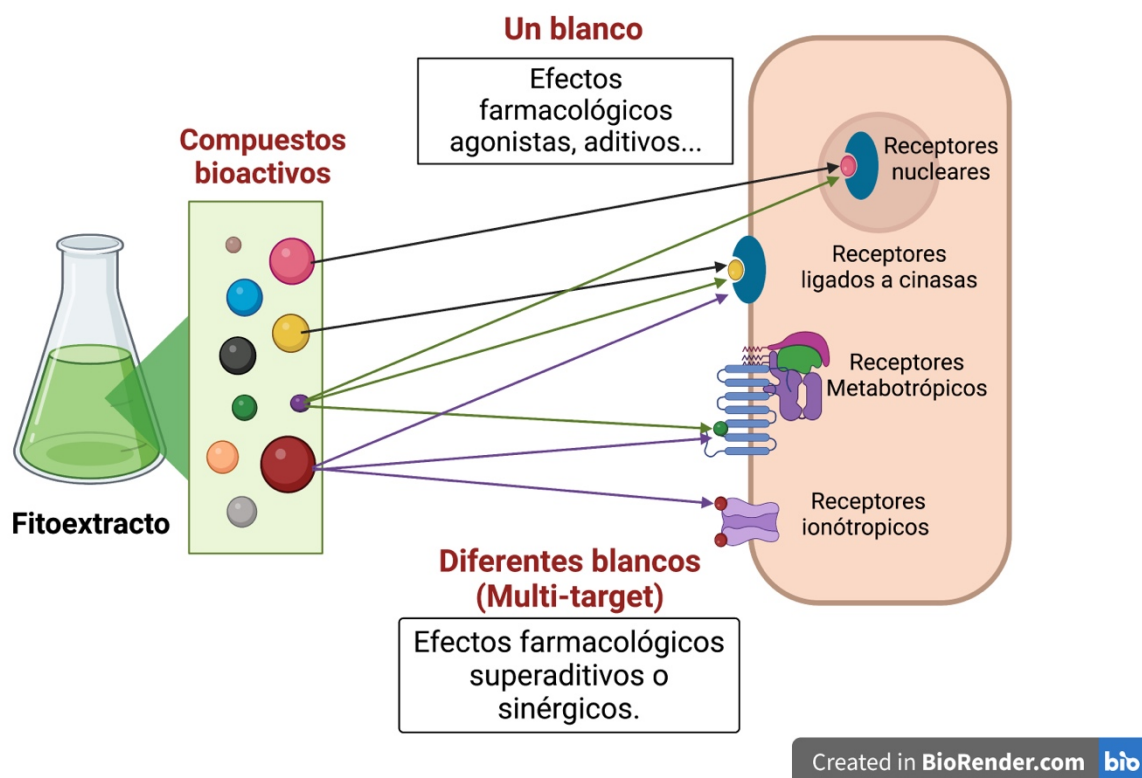 Un blanco
Efectos
farmacológicos
agonistas, aditivos...
Compuestos
bioactivos
Receptores
nucleares
Receptores
ligados a cinasas
Receptores
Metabotrópicos
Receptores
ionótropicos
Fitoextracto
Diferentes blancos
(Multi-target)
Efectos farmacológicos
superaditivos o
sinérgicos.
Created in BioRender.com bio